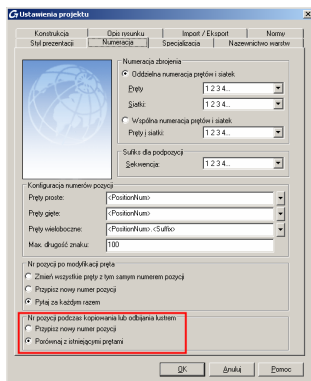 Ustawienia projektu
Konstrukcja Opis rysunku Import / Eksport Normy
Styl prezentacji Numeracja Specializacja Nazewnictwo warstw
Numeracja zbrojenia
Oddzielna numeracja prętów i siatek
Pręty 1 2 3 4...
Siatki: 1 2 3 4...
Wspólna numeracja prętów i siatek
Pręty i siatki: 1 2 3 4...
Sufiks dla podpozycji
Sekwencja: 1 2 3 4...
Konfiguracja numerów pozycji
Pręty proste: <PositionNum>
Pręty gięte: <PositionNum>
Pręty wieloboczne: <PositionNum>.<Suffix>
Max. długość znaku: 100
Nr pozycji po modyfikacji pręta
Zmień wszystkie pręty z tym samym numerem pozycji
Przypisz nowy numer pozycji
Pytaj za każdym razem
Nr pozycji podczas kopiowania lub odbijania lustrem
Przypisz nowy numer pozycji
Porównaj z istniejącymi prętami
OK Anuluj Pomoc